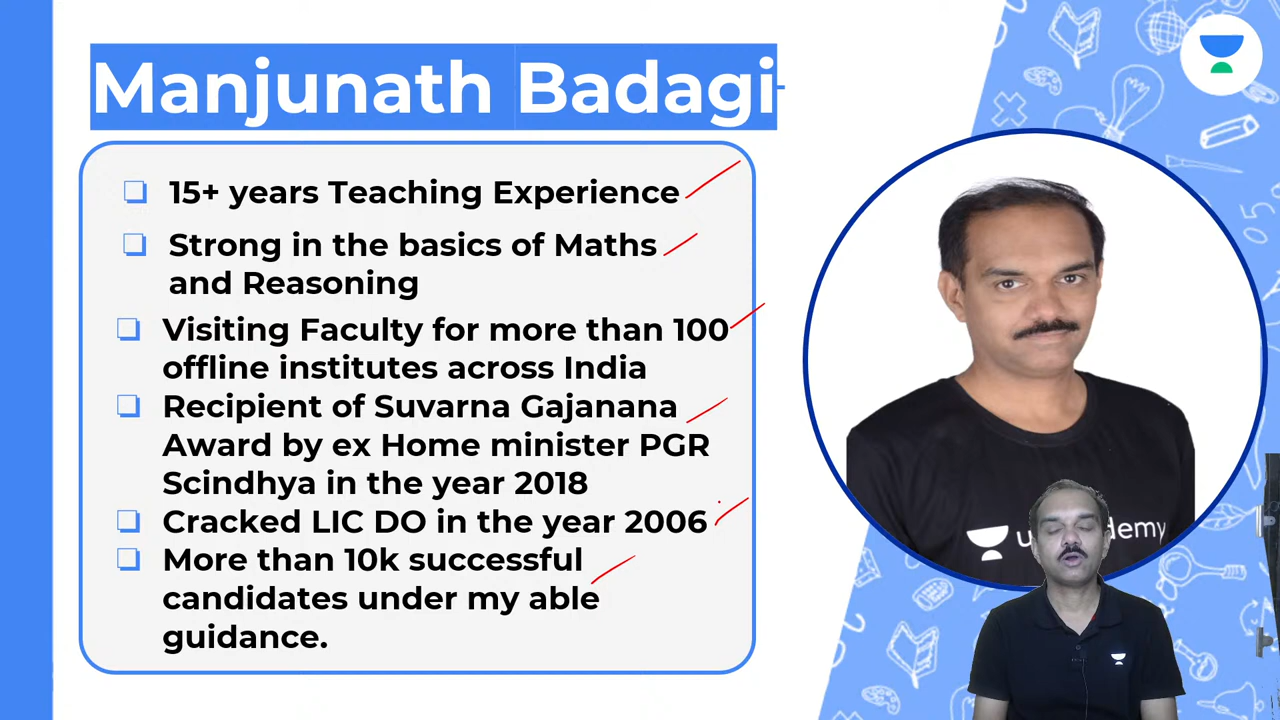 Manjunath Badagi
15+ years Teaching Experience
Strong in the basics of Maths
and Reasoning
Visiting Faculty for more than 100
offline institutes across India
Recipient of Suvarna Gajanana
Award by ex Home minister PGR
Scindhya in the year 2018
Cracked LIC DO in the year 2006
More than 10k successful
candidates under my able
guidance.